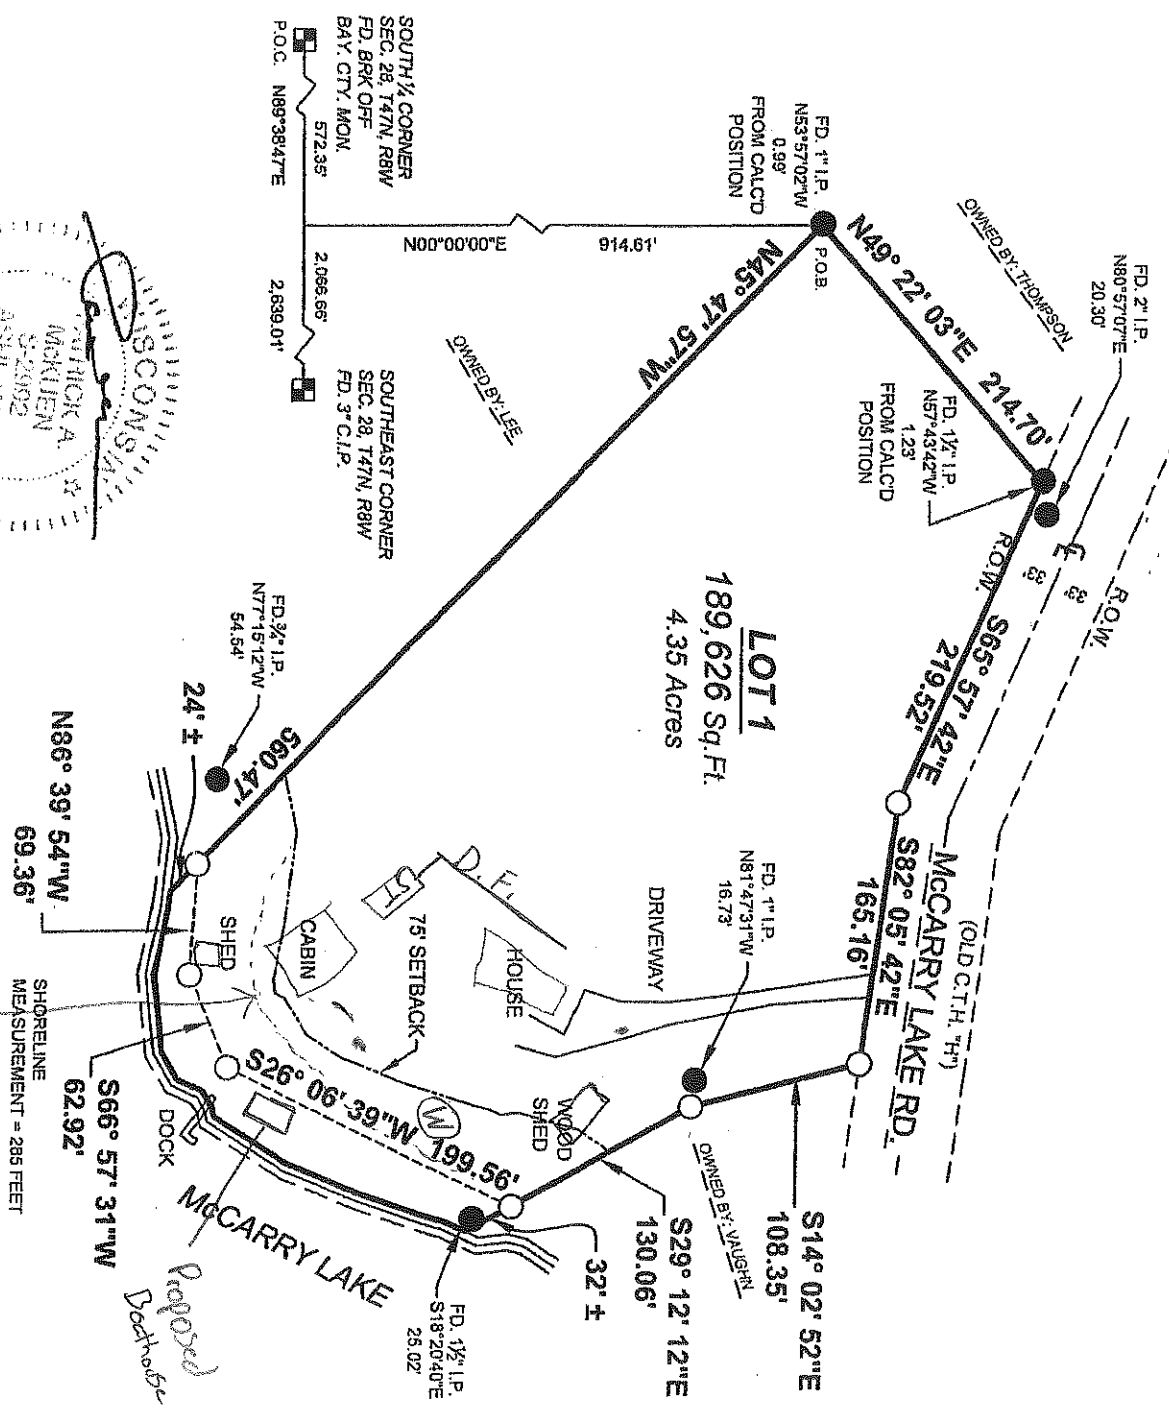 FD. 2" I.P.
N80°57'07"E
20.30'
OWNED BY: THOMPSON
FD. 1" I.P.
N53°57'02"W
0.99'
FROM CALC'D
POSITION
P.O.B.
N49° 22' 03"E 214.70'
FD. 1¼" I.P.
N57°43'42"W
1.23'
FROM CALC'D
POSITION
R.O.W.
33'
33'
R.O.W.
S65° 57' 42"E
219.52'
McCARRY LAKE RD.
(OLD C.T.H. "H")
S82° 05' 42"E
165.16'
LOT 1
189,626 Sq.Ft.
4.35 Acres
SOUTH ¼ CORNER
SEC. 28, T47N, R8W
FD. BRK OFF
BAY. CTY. MON.
P.O.C.
N89°38'47"E
572.35'
2,066.66'
2,639.01'
N00°00'00"E
914.61'
SOUTHEAST CORNER
SEC. 28, T47N, R8W
FD. 3" C.I.P.
N45° 47' 57"W
560.47'
OWNED BY: LEE
FD. 1" I.P.
N81°47'31"W
16.73'
DRIVEWAY
HOUSE
D.F.
ST
CABIN
75' SETBACK
SHED
WOOD
SHED
W
S14° 02' 52"E
108.35'
OWNED BY: VAUGHN
S29° 12' 12"E
130.06'
32' ±
FD. 1½" I.P.
S18°20'40"E
25.02'
S26° 06' 39"W 199.56'
McCARRY LAKE
DOCK
Proposed
Boathouse
S66° 57' 31"W
62.92'
SHORELINE
MEASUREMENT = 285 FEET
N86° 39' 54"W
69.36'
24' ±
FD. ¾" I.P.
N77°15'12"W
54.54'
McKUEN
S-2092